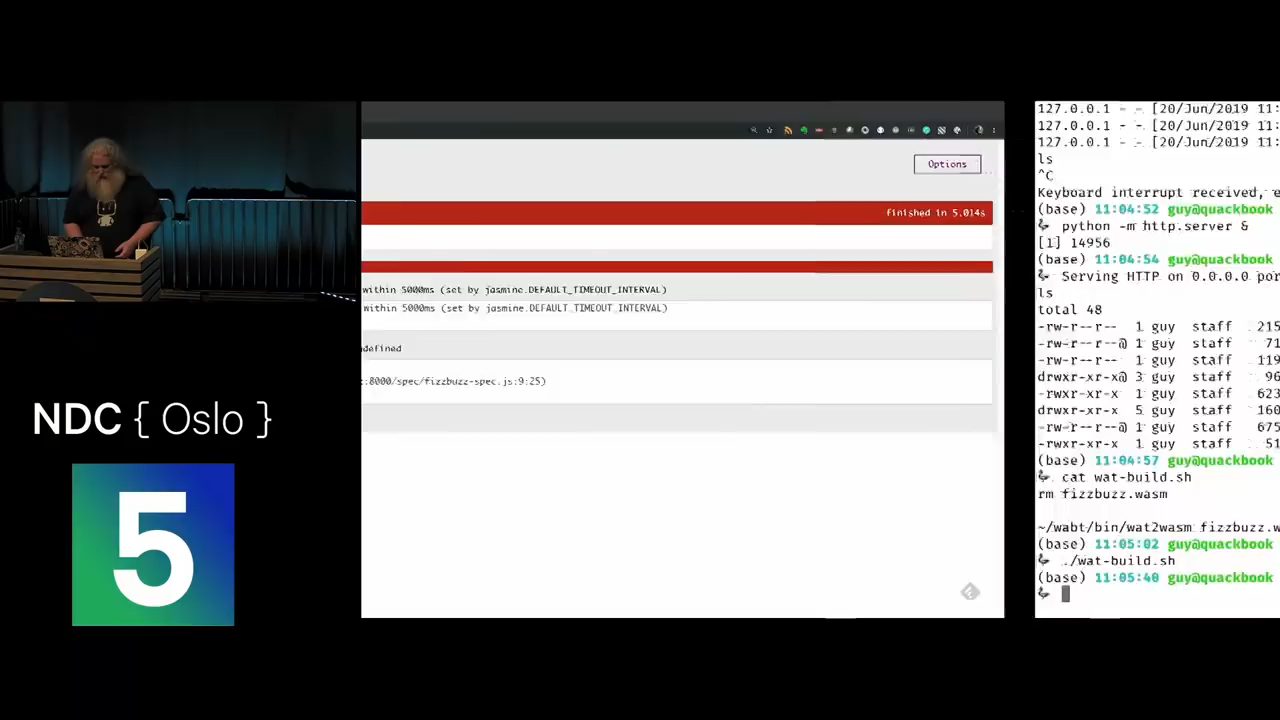 Options
finished in 5.014s
within 5000ms (set by jasmine.DEFAULT_TIMEOUT_INTERVAL)
within 5000ms (set by jasmine.DEFAULT_TIMEOUT_INTERVAL)
ndefined
:8000/spec/fizzbuzz-spec.js:9:25)
NDC { Oslo }
5
127.0.0.1 - - [20/Jun/2019 11:
127.0.0.1 - - [20/Jun/2019 11:
127.0.0.1 - - [20/Jun/2019 11:
ls
^C
Keyboard interrupt received, e
(base) 11:04:52 guy@quackbook
python -m http.server &
[1] 14956
(base) 11:04:54 guy@quackbook
Serving HTTP on 0.0.0.0 por
ls
total 48
-rw-r--r-- 1 guy staff 215
-rw-r--r--@ 1 guy staff 71
-rw-r--r-- 1 guy staff 119
drwxr-xr-x@ 3 guy staff 96
-rwxr-xr-x 1 guy staff 623
drwxr-xr-x 5 guy staff 160
-rw-r--r--@ 1 guy staff 675
-rwxr-xr-x 1 guy staff 51
(base) 11:04:57 guy@quackbook
cat wat-build.sh
rm fizzbuzz.wasm
~/wabt/bin/wat2wasm fizzbuzz.w
(base) 11:05:02 guy@quackbook
./wat-build.sh
(base) 11:05:40 guy@quackbook